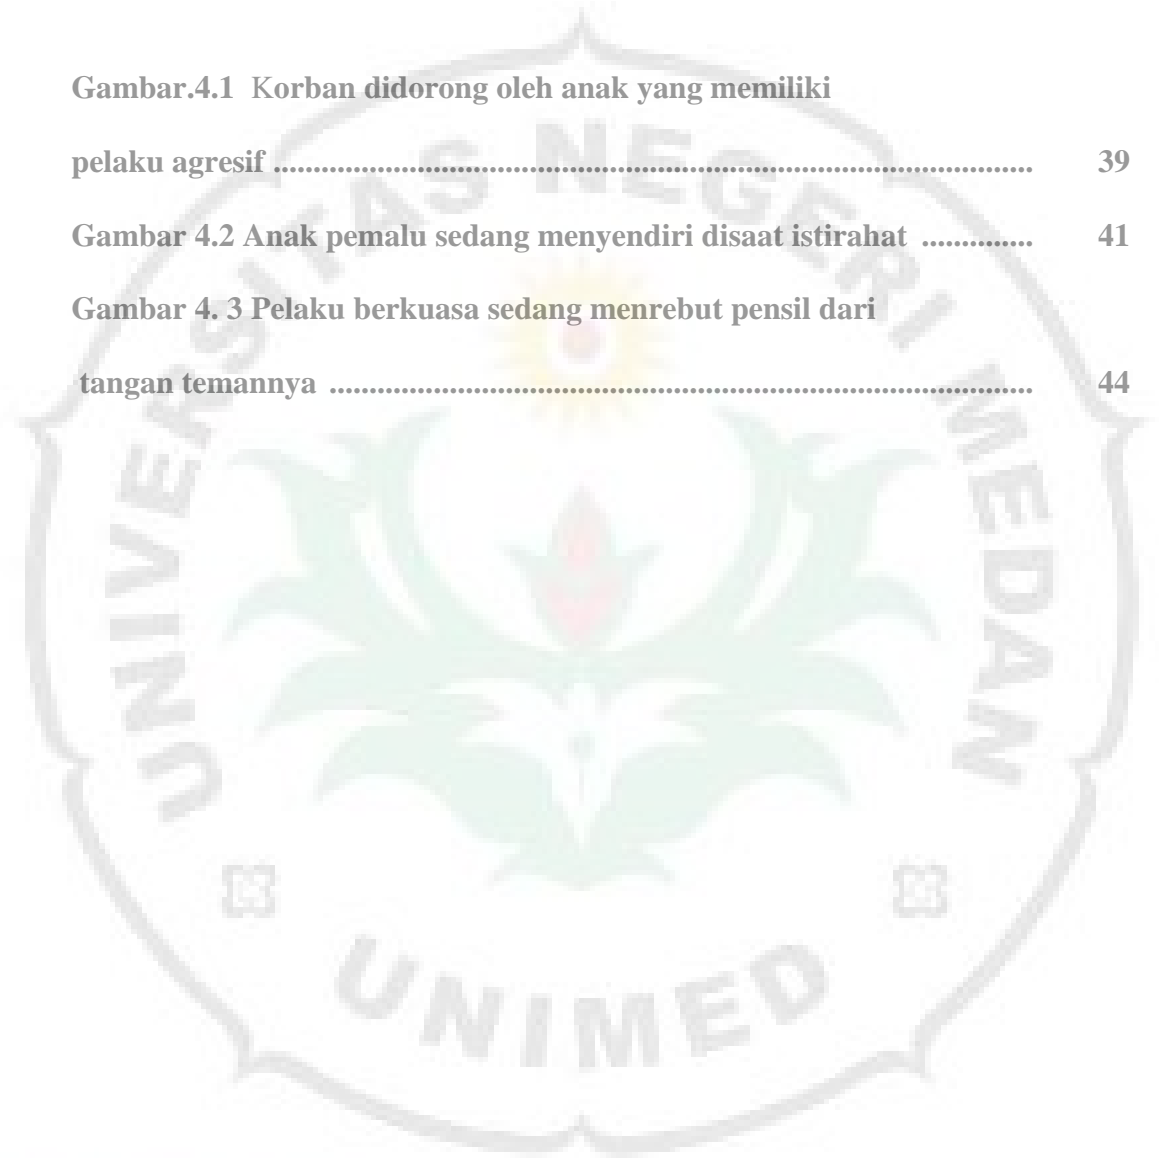 Gambar.4.1  Korban didorong oleh anak yang memiliki
pelaku agresif ................................................................................................. 39
Gambar 4.2 Anak pemalu sedang menyendiri disaat istirahat .............. 41
Gambar 4. 3 Pelaku berkuasa sedang menrebut pensil dari
tangan temannya .......................................................................................... 44
UNIVERSITAS NEGERI MEDAN
UNIMED